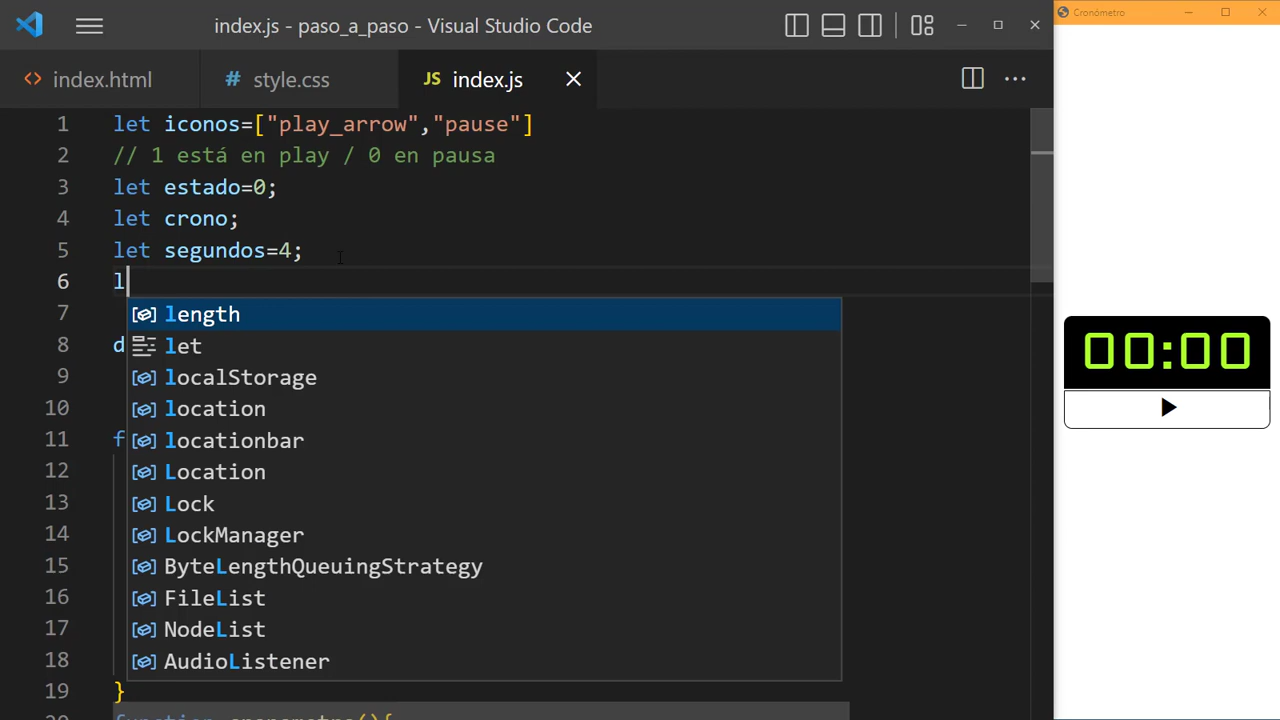 index.js - paso_a_paso - Visual Studio Code
Cronómetro
index.html
style.css
JS index.js
1 let iconos=["play_arrow","pause"]
2 // 1 está en play / 0 en pausa
3 let estado=0;
4 let crono;
5 let segundos=4;
6 l
7 length
8 d let
9 localStorage
10 location
11 f locationbar
12 Location
13 Lock
14 LockManager
15 ByteLengthQueuingStrategy
16 FileList
17 NodeList
18 AudioListener
19 }
00:00